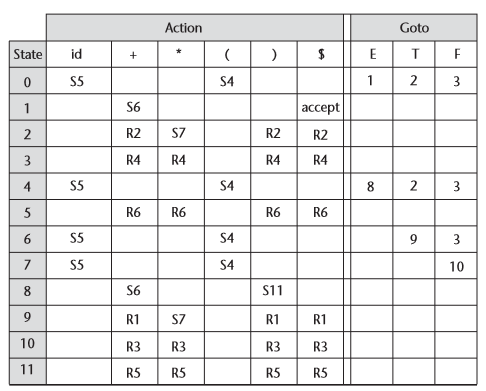 Action Goto
State id + * ( ) $ E T F
0 S5 S4 1 2 3
1 S6 accept
2 R2 S7 R2 R2
3 R4 R4 R4 R4
4 S5 S4 8 2 3
5 R6 R6 R6 R6
6 S5 S4 9 3
7 S5 S4 10
8 S6 S11
9 R1 S7 R1 R1
10 R3 R3 R3 R3
11 R5 R5 R5 R5